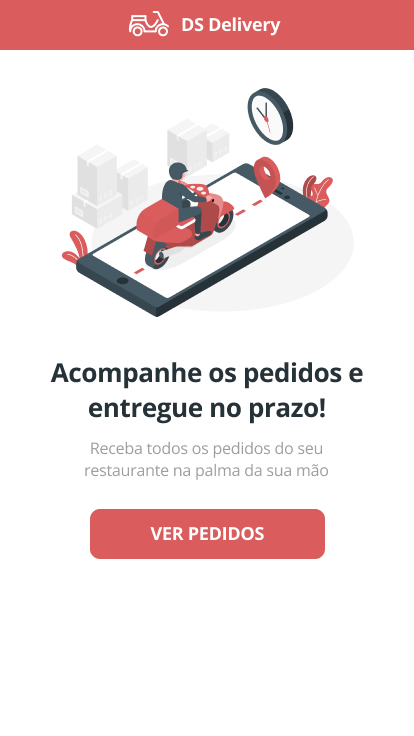 DS Delivery
Acompanhe os pedidos e
entregue no prazo!
Receba todos os pedidos do seu
restaurante na palma da sua mão
VER PEDIDOS